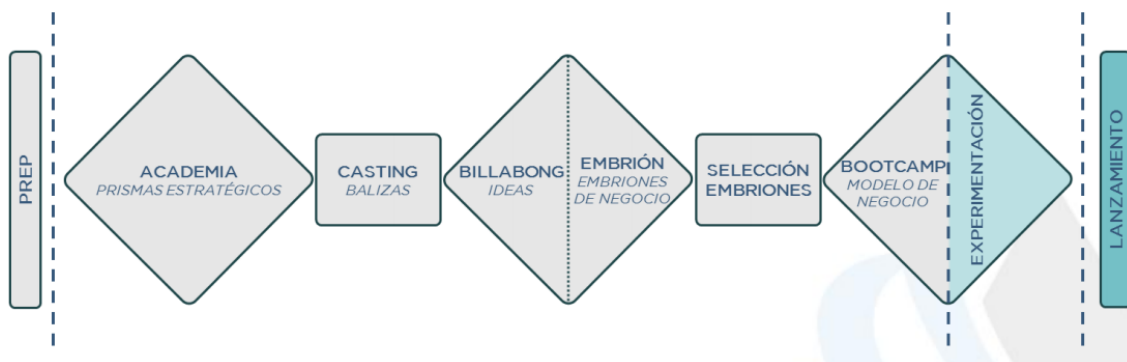 PREP
ACADEMIA
PRISMAS ESTRATÉGICOS
CASTING
BALIZAS
BILLABONG
IDEAS
EMBRIÓN
EMBRIONES
DE NEGOCIO
SELECCIÓN
EMBRIONES
BOOTCAMP
MODELO DE
NEGOCIO
EXPERIMENTACIÓN
LANZAMIENTO